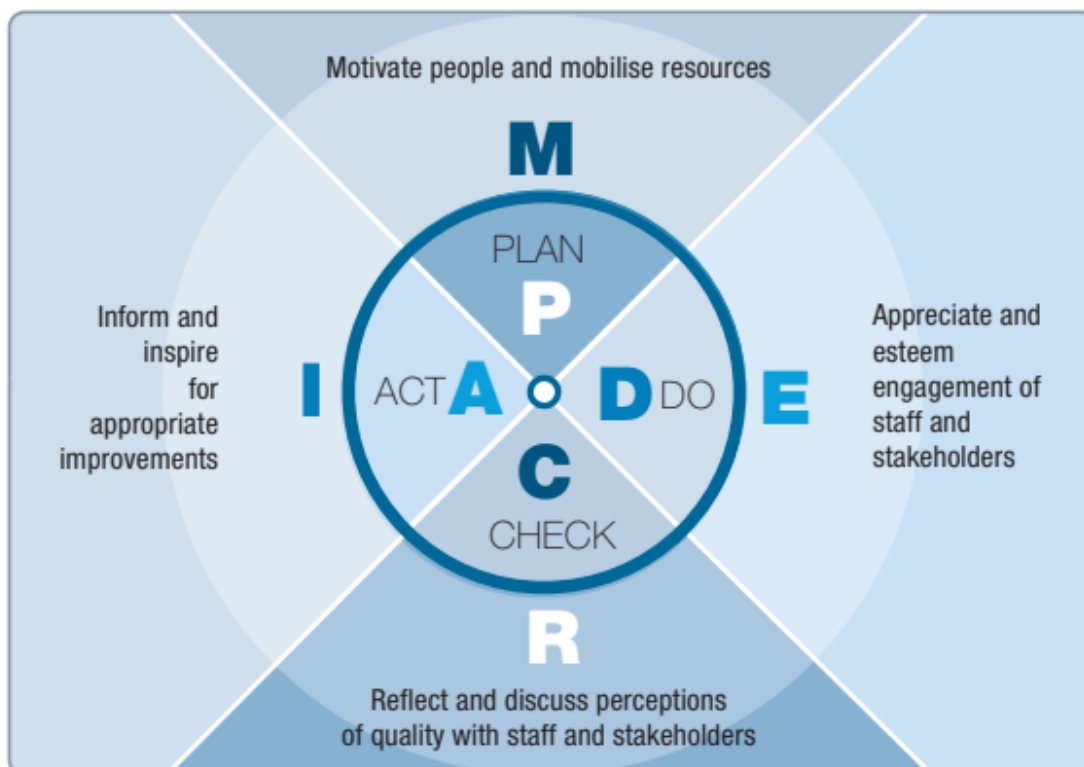 Motivate people and mobilise resources
M
PLAN
P
Inform and
inspire
for
appropriate
improvements
I
ACT A
D DO
E
Appreciate and
esteem
engagement of
staff and
stakeholders
C
CHECK
R
Reflect and discuss perceptions
of quality with staff and stakeholders